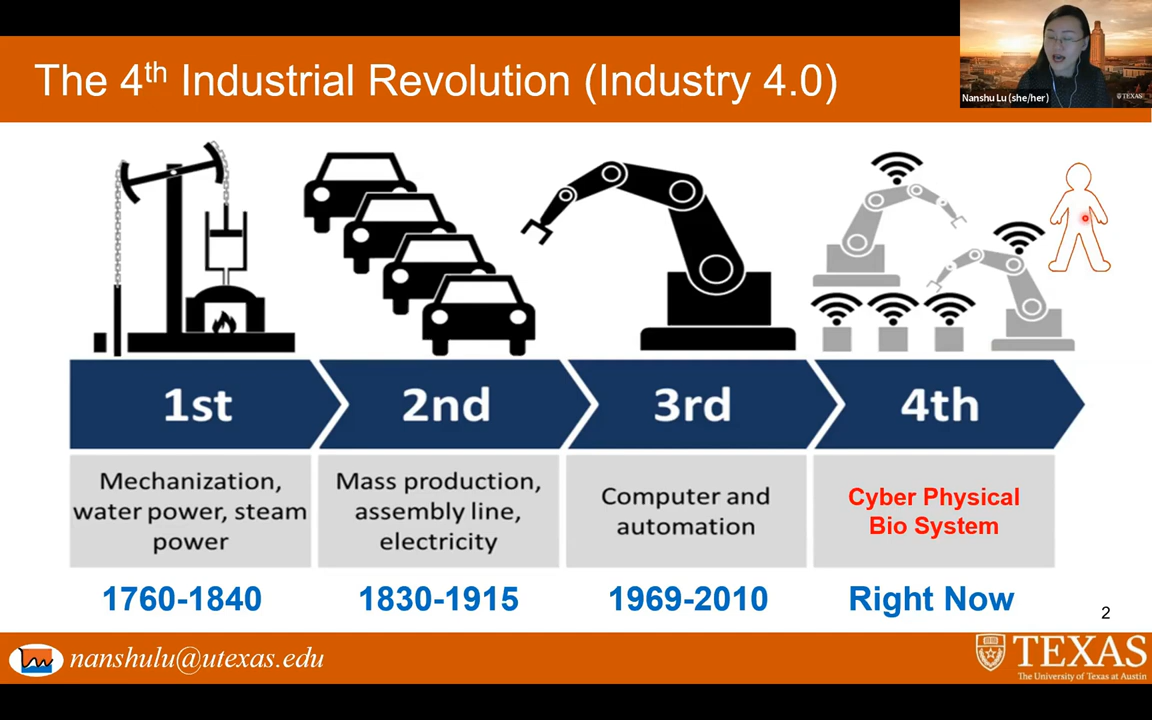 The 4th Industrial Revolution (Industry 4.0)
Nanshu Lu (she/her)
TEXAS
1st
2nd
3rd
4th
Mechanization,
water power, steam
power
Mass production,
assembly line,
electricity
Computer and
automation
Cyber Physical
Bio System
1760-1840
1830-1915
1969-2010
Right Now
2
nanshulu@utexas.edu
TEXAS
The University of Texas at Austin